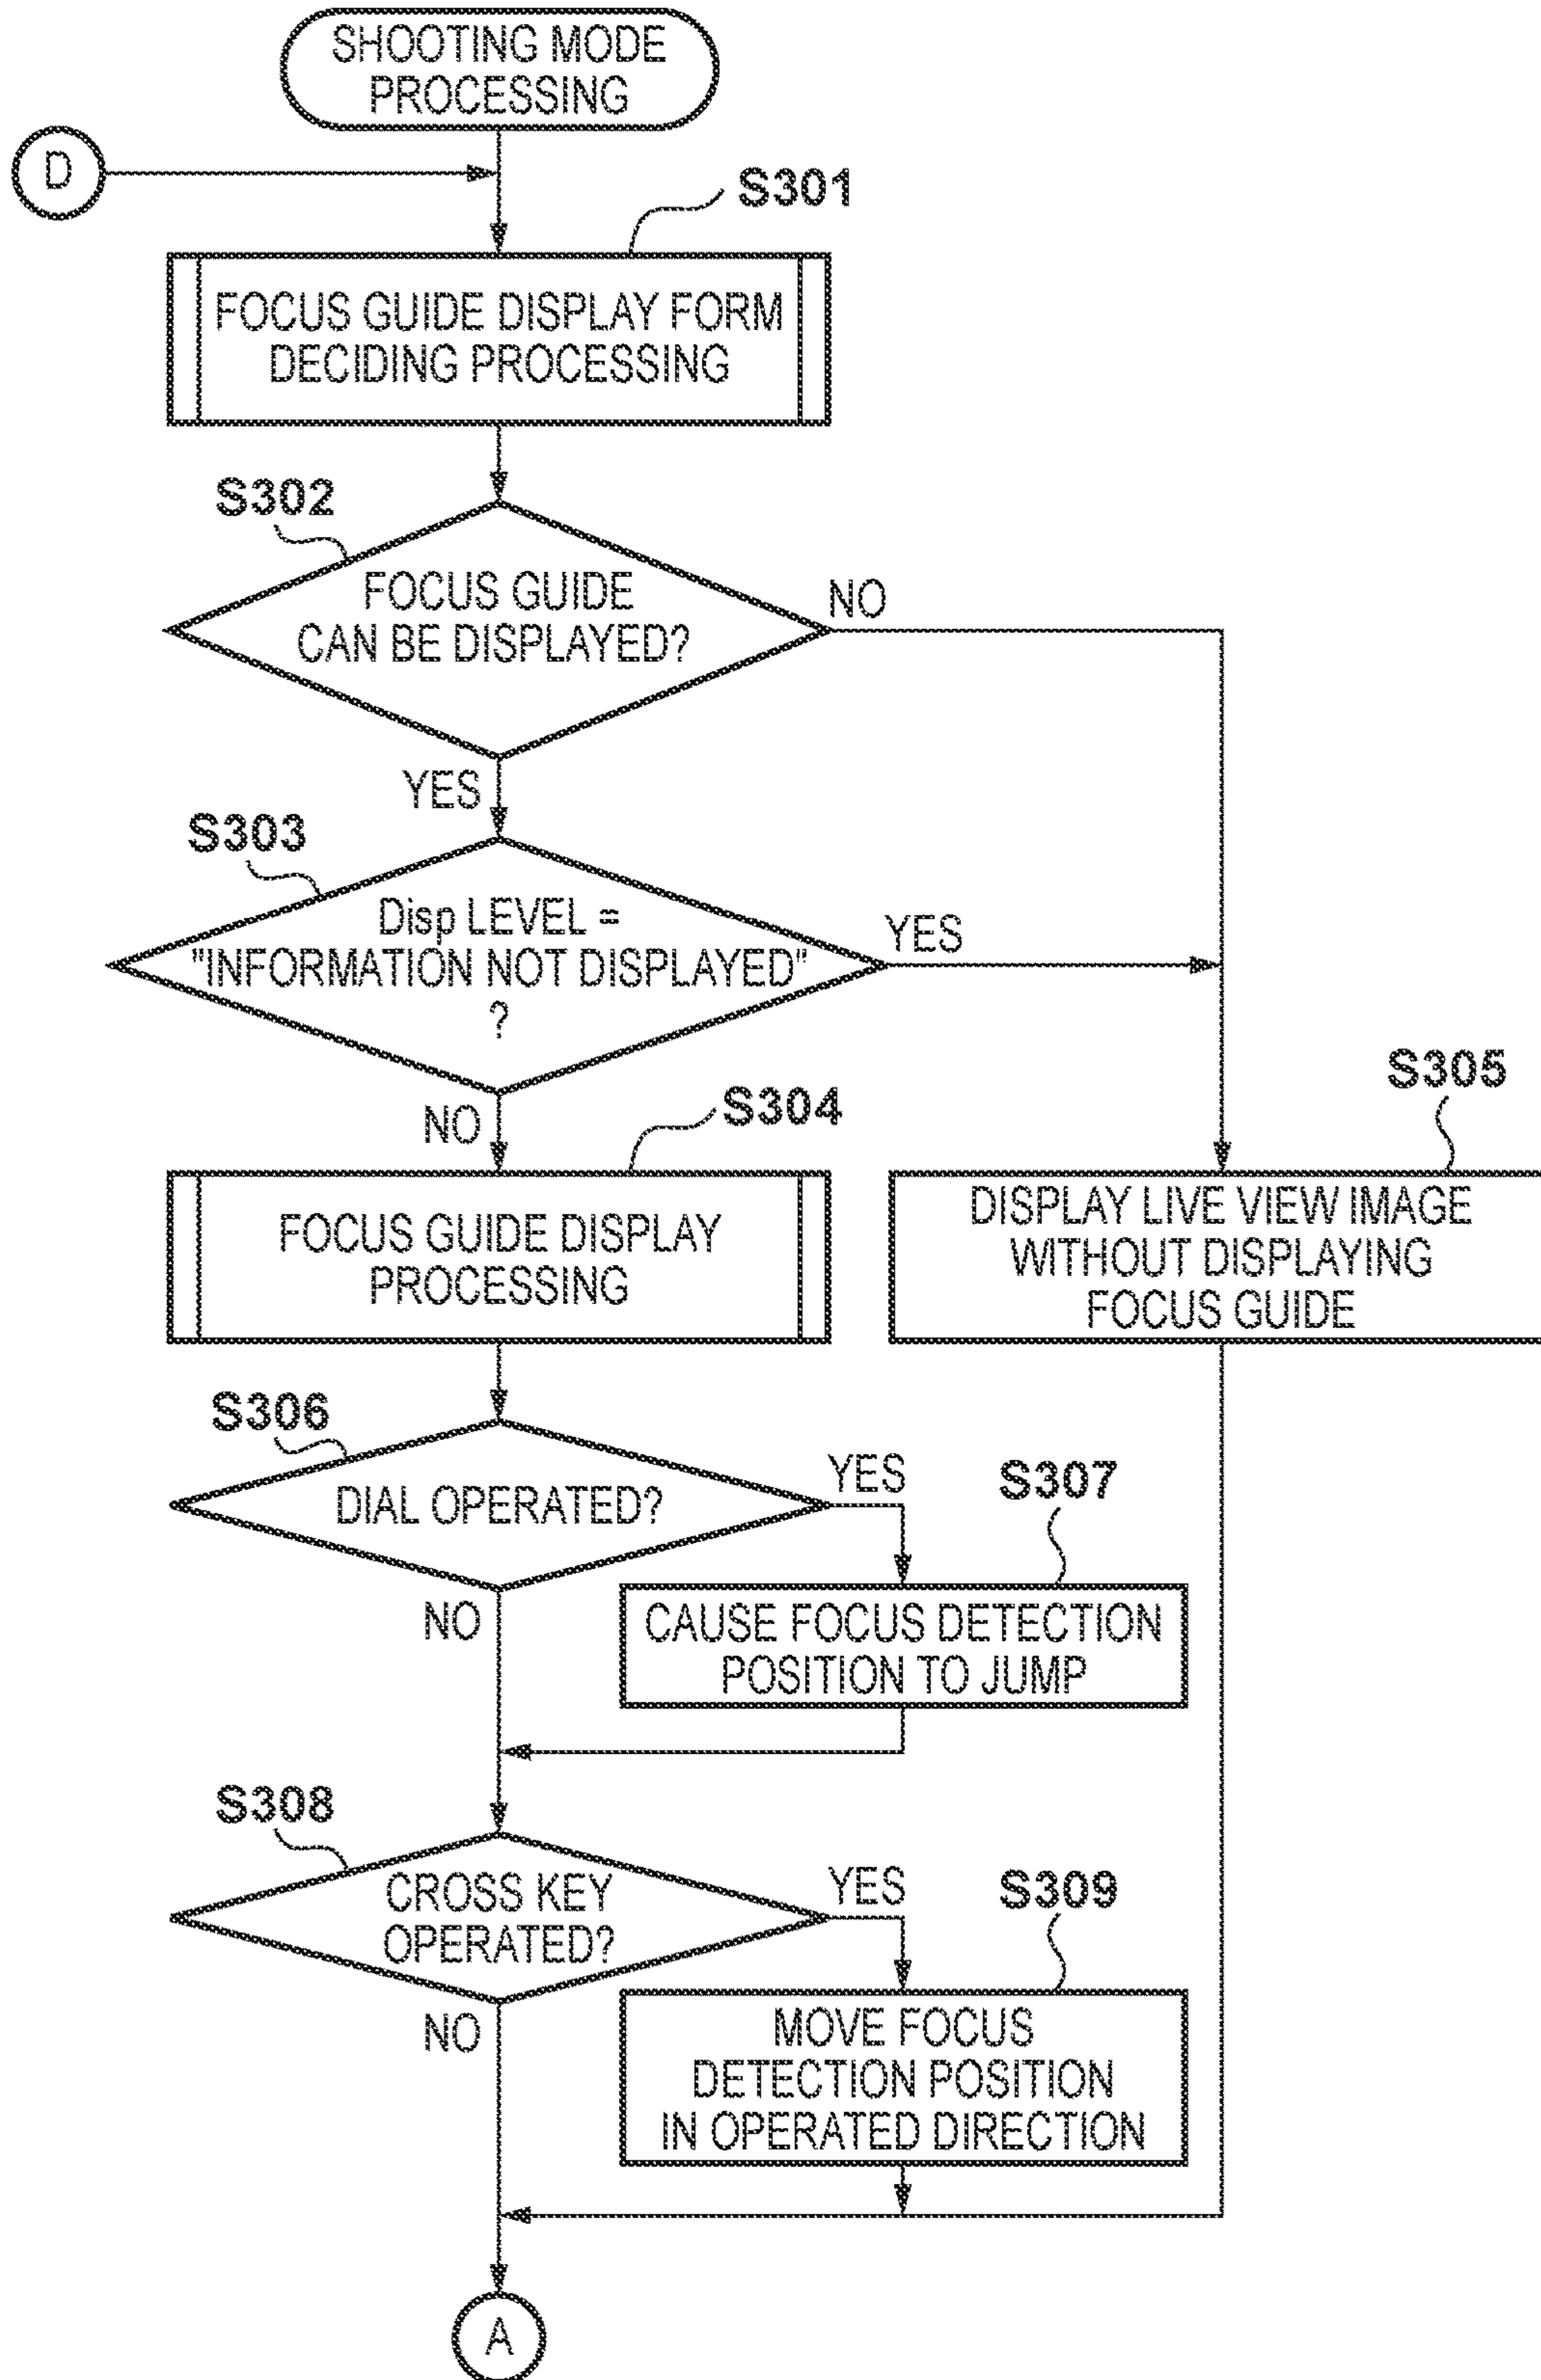 SHOOTING MODE
PROCESSING
D
S301
FOCUS GUIDE DISPLAY FORM
DECIDING PROCESSING
S302
FOCUS GUIDE
CAN BE DISPLAYED?
NO
YES
S303
Disp LEVEL =
"INFORMATION NOT DISPLAYED"
?
YES
NO
S304
FOCUS GUIDE DISPLAY
PROCESSING
S305
DISPLAY LIVE VIEW IMAGE
WITHOUT DISPLAYING
FOCUS GUIDE
S306
DIAL OPERATED?
YES
NO
S307
CAUSE FOCUS DETECTION
POSITION TO JUMP
S308
CROSS KEY
OPERATED?
YES
NO
S309
MOVE FOCUS
DETECTION POSITION
IN OPERATED DIRECTION
A